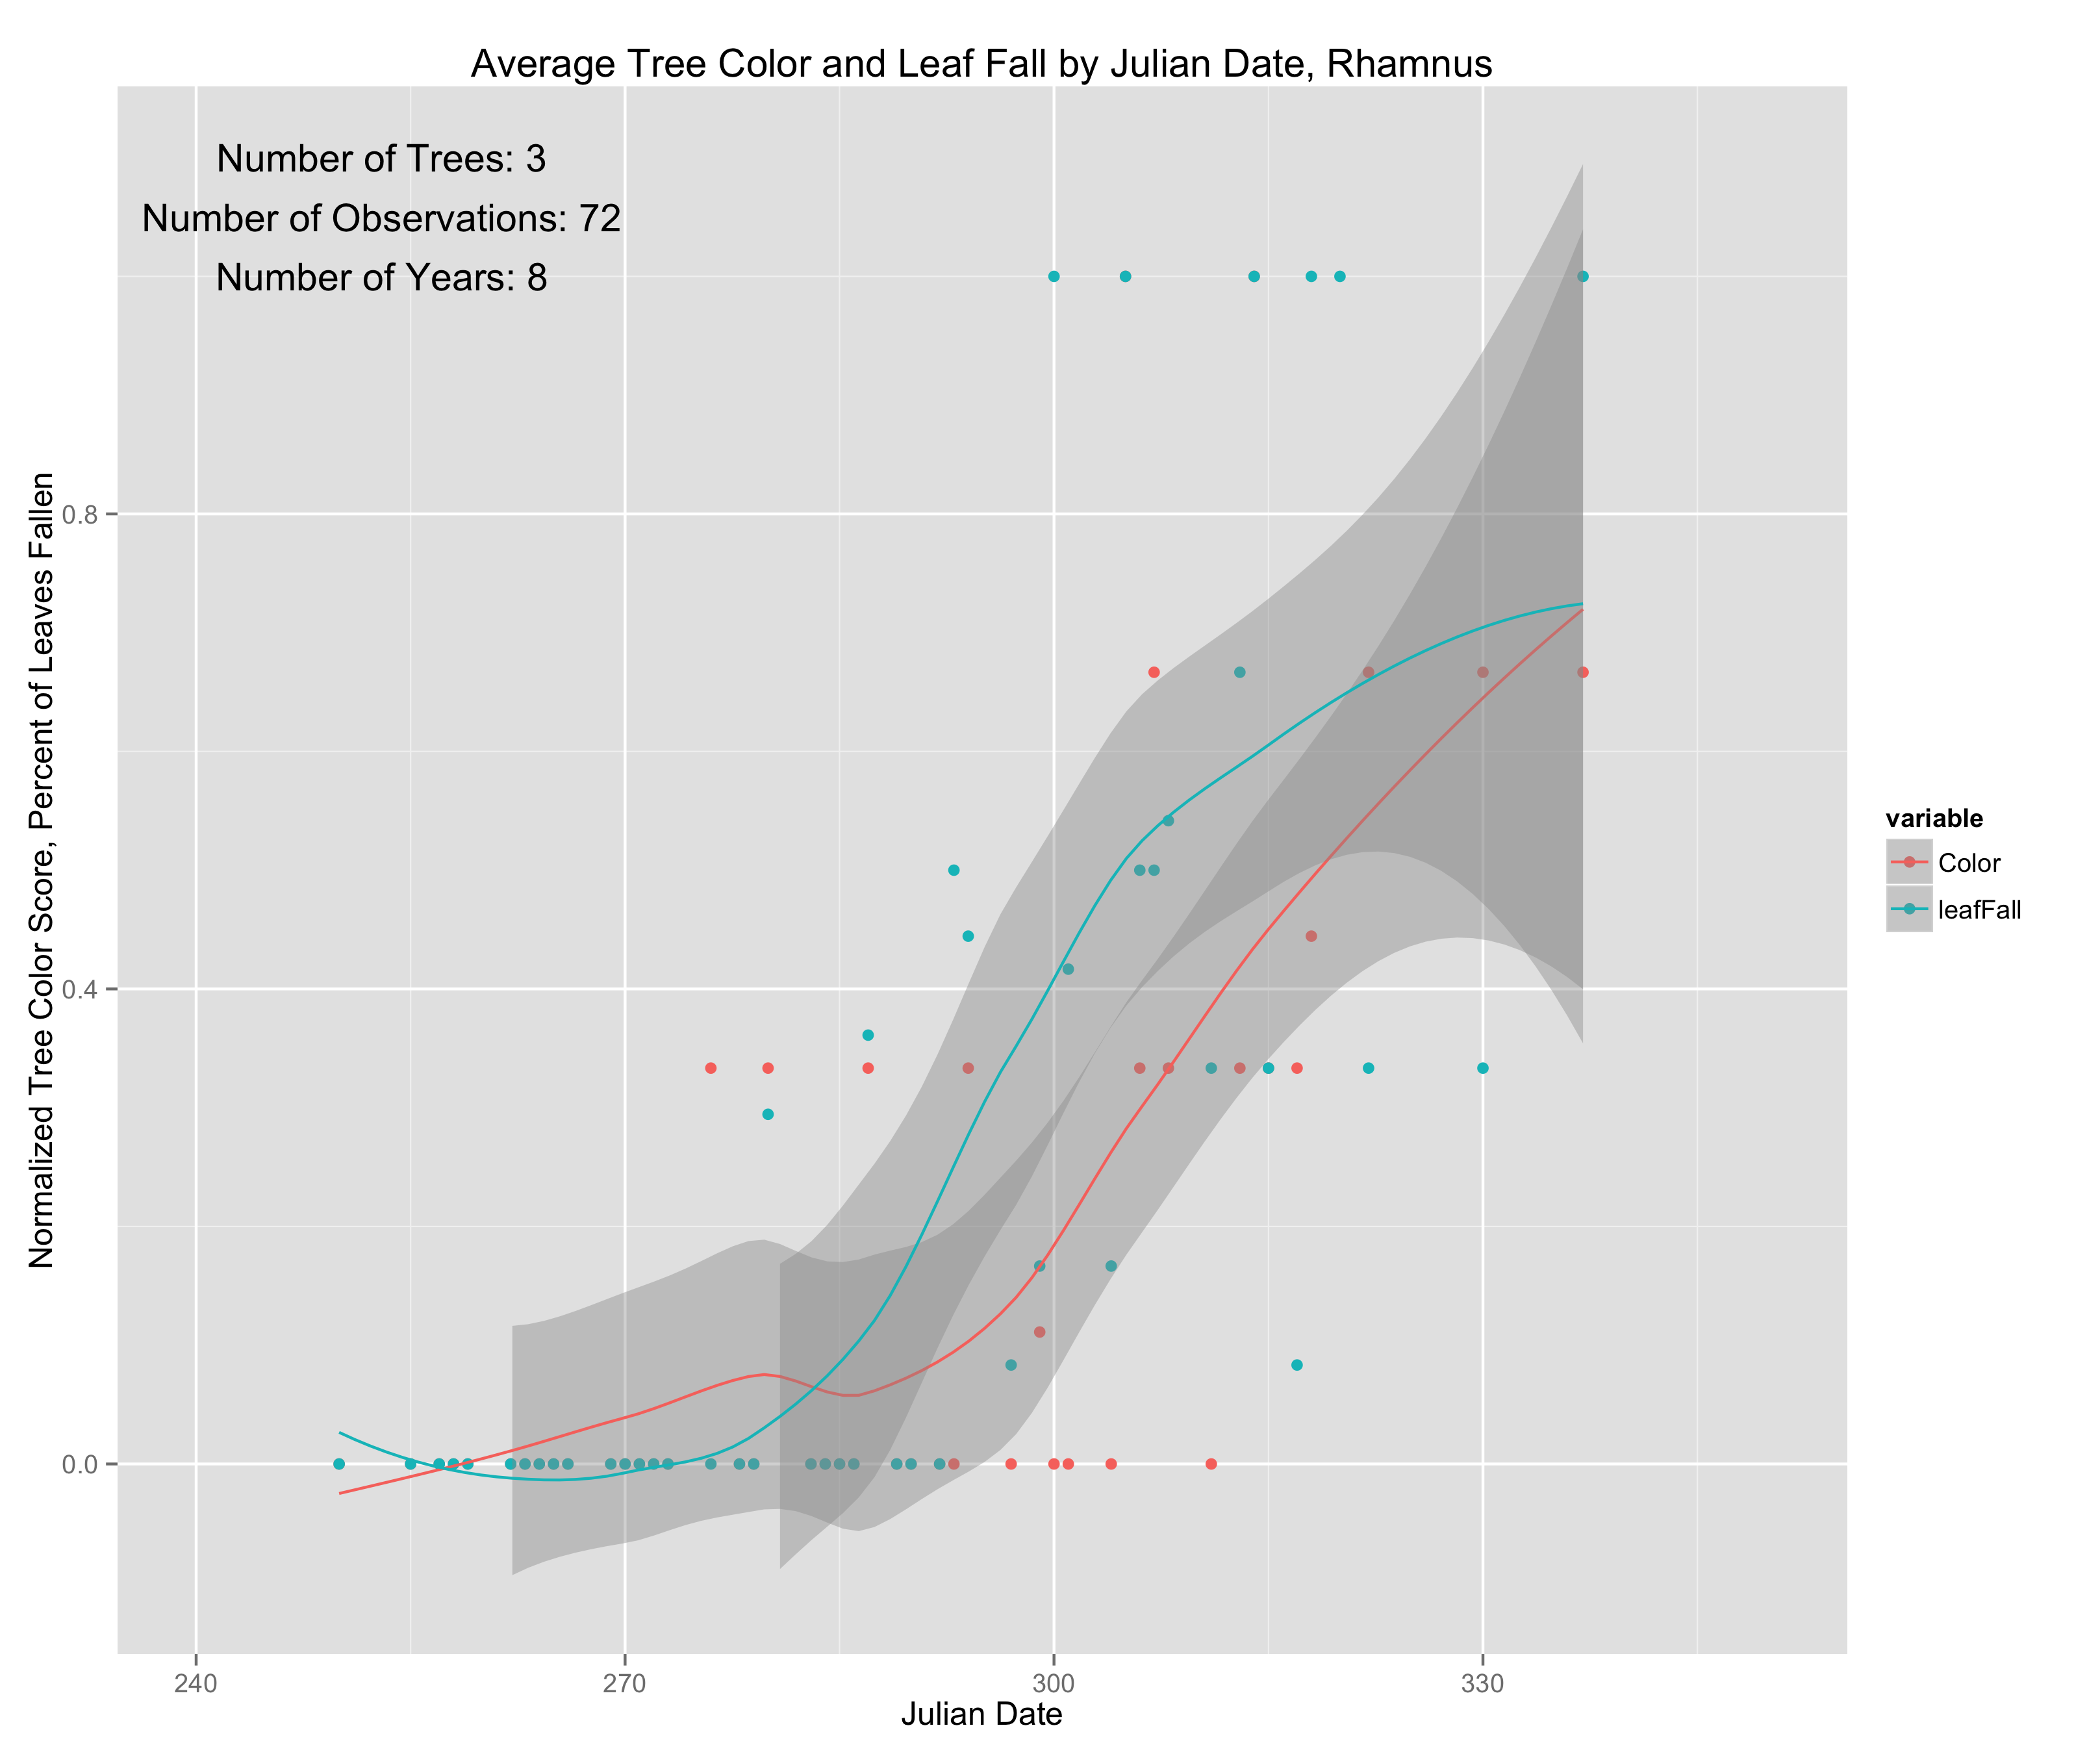 Average Tree Color and Leaf Fall by Julian Date, Rhamnus
Number of Trees: 3
Number of Observations: 72
Number of Years: 8
Normalized Tree Color Score, Percent of Leaves Fallen
0.8
0.4
0.0
240
270
300
330
Julian Date
variable
Color
leafFall